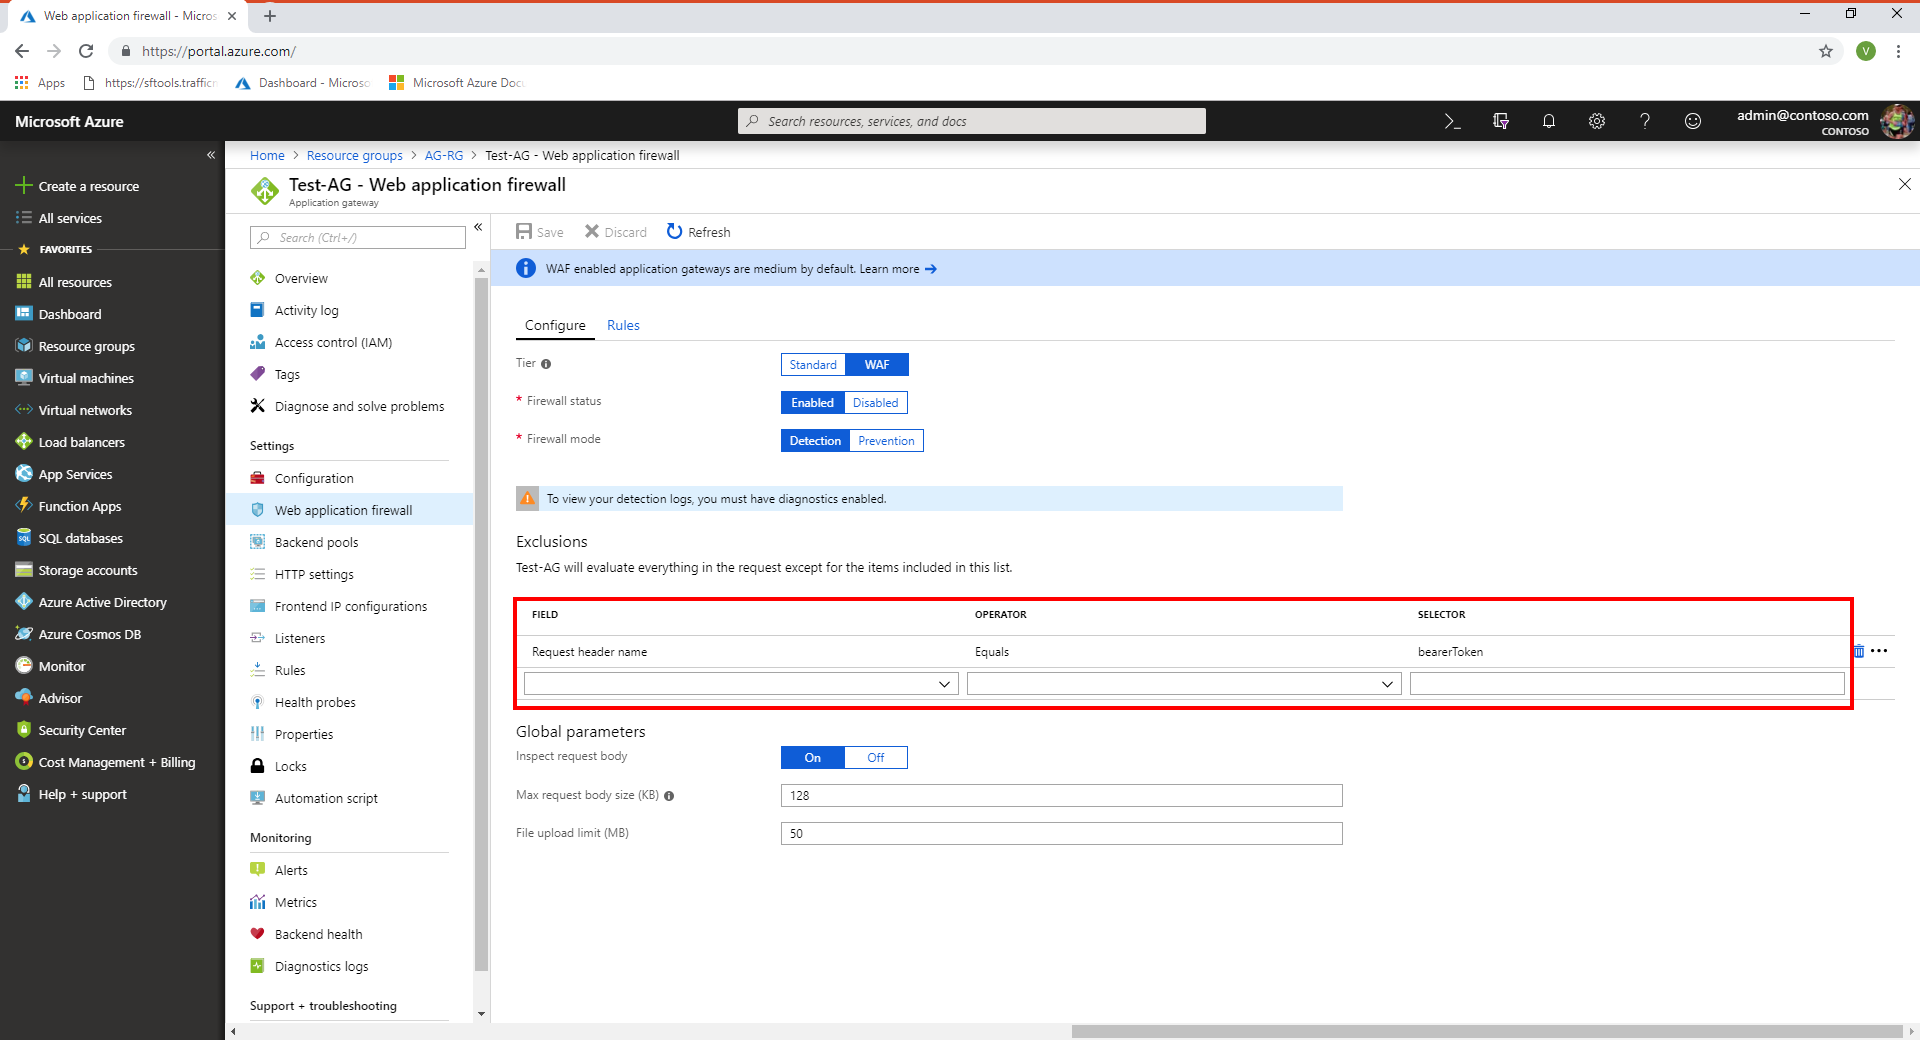 Web application firewall - Micros
https://portal.azure.com/
V
Apps
https://sftools.traffic
Dashboard - Microso
Microsoft Azure Doc
Microsoft Azure
Search resources, services, and docs
admin@contoso.com
CONTOSO
Create a resource
All services
FAVORITES
All resources
Dashboard
Resource groups
Virtual machines
Virtual networks
Load balancers
App Services
Function Apps
SQL databases
Storage accounts
Azure Active Directory
Azure Cosmos DB
Monitor
Advisor
Security Center
Cost Management + Billing
Help + support
Home > Resource groups > AG-RG > Test-AG - Web application firewall
Test-AG - Web application firewall
Application gateway
Search (Ctrl+/)
Overview
Activity log
Access control (IAM)
Tags
Diagnose and solve problems
Settings
Configuration
Web application firewall
Backend pools
HTTP settings
Frontend IP configurations
Listeners
Rules
Health probes
Properties
Locks
Automation script
Monitoring
Alerts
Metrics
Backend health
Diagnostics logs
Support + troubleshooting
Save Discard Refresh
WAF enabled application gateways are medium by default. Learn more →
Configure Rules
Tier Standard WAF
* Firewall status Enabled Disabled
* Firewall mode Detection Prevention
To view your detection logs, you must have diagnostics enabled.
Exclusions
Test-AG will evaluate everything in the request except for the items included in this list.
FIELD OPERATOR SELECTOR
Request header name Equals bearerToken
Global parameters
Inspect request body On Off
Max request body size (KB) 128
File upload limit (MB) 50